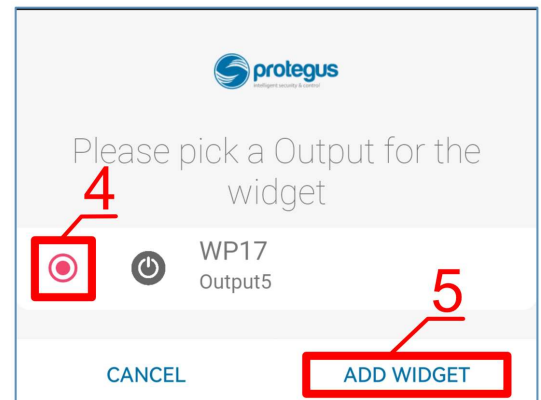 protegus
intelligent security & control
Please pick a Output for the
widget
4
WP17
Output5
5
CANCEL
ADD WIDGET